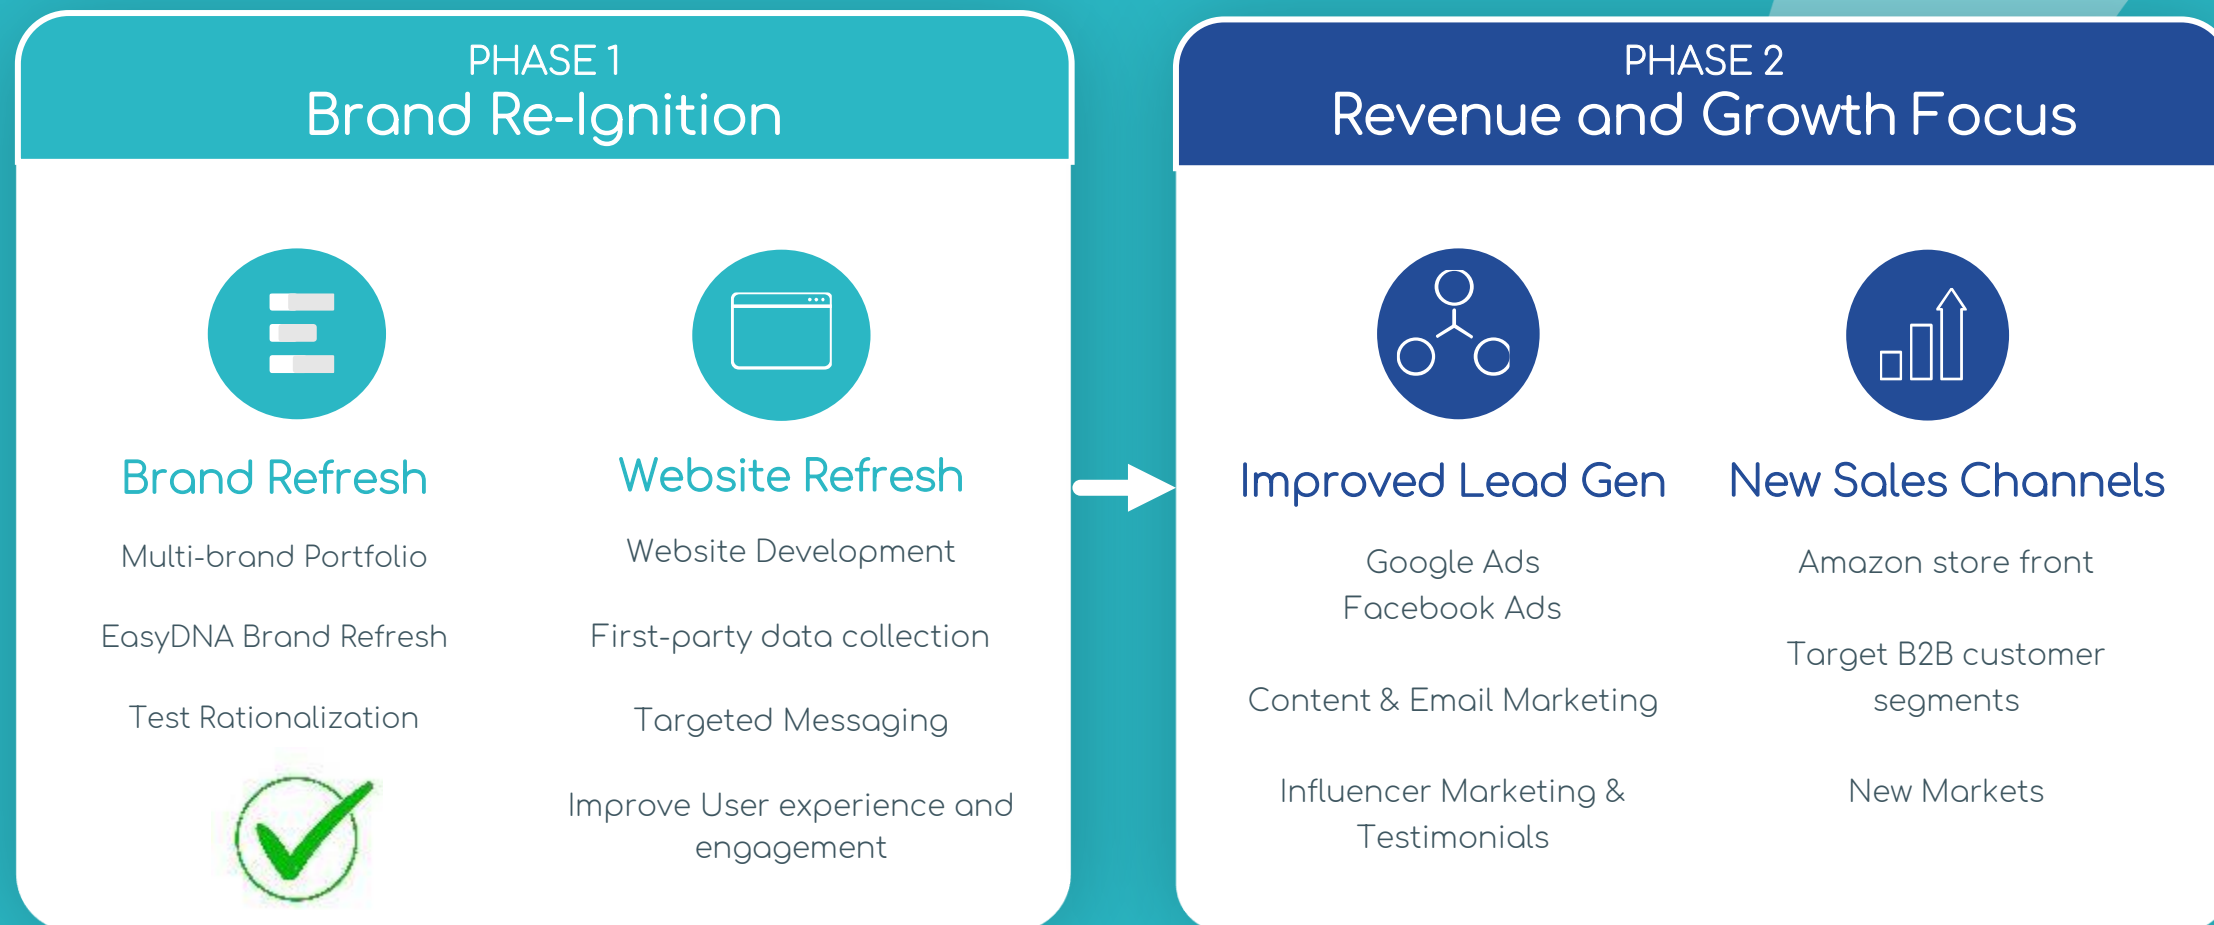 PHASE 1
Brand Re-Ignition
Brand Refresh
Multi-brand Portfolio
EasyDNA Brand Refresh
Test Rationalization
Website Refresh
Website Development
First-party data collection
Targeted Messaging
Improve User experience and
engagement
PHASE 2
Revenue and Growth Focus
Improved Lead Gen
Google Ads
Facebook Ads
Content & Email Marketing
Influencer Marketing &
Testimonials
New Sales Channels
Amazon store front
Target B2B customer
segments
New Markets